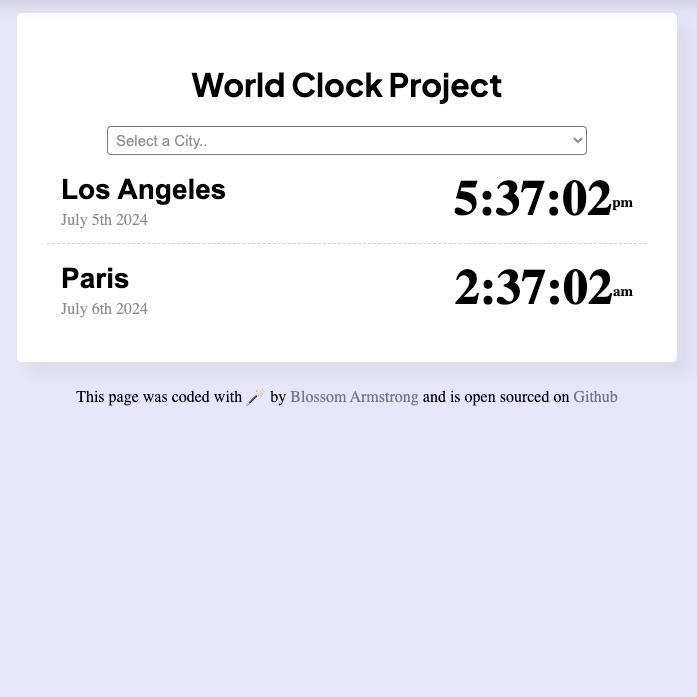 World Clock Project
Select a City..
Los Angeles
5:37:02pm
July 5th 2024
Paris
2:37:02am
July 6th 2024
This page was coded with 🪄 by Blossom Armstrong and is open sourced on Github